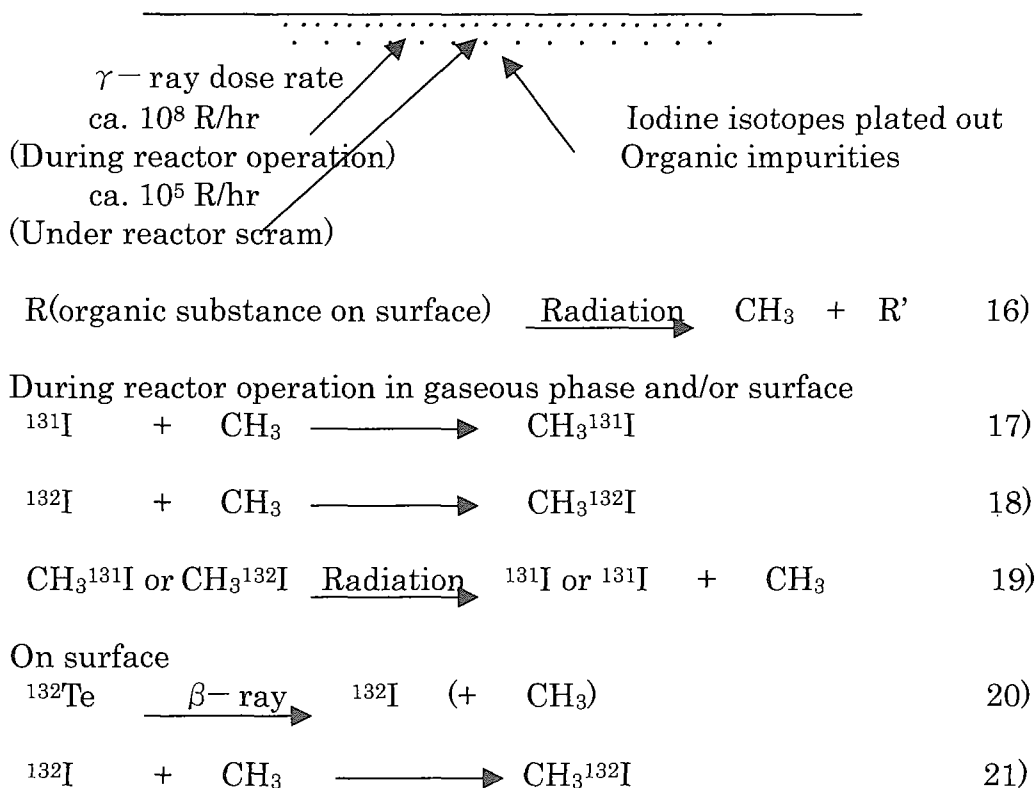 γ－ray dose rate
ca. 10⁸ R/hr
(During reactor operation)
ca. 10⁵ R/hr
(Under reactor scram)
Iodine isotopes plated out
Organic impurities
R(organic substance on surface) Radiation CH₃ + R’ 16)
During reactor operation in gaseous phase and/or surface
¹³¹I + CH₃ CH₃¹³¹I 17)
¹³²I + CH₃ CH₃¹³²I 18)
CH₃¹³¹I or CH₃¹³²I Radiation ¹³¹I or ¹³¹I + CH₃ 19)
On surface
¹³²Te β－ray ¹³²I (+ CH₃) 20)
¹³²I + CH₃ CH₃¹³²I 21)